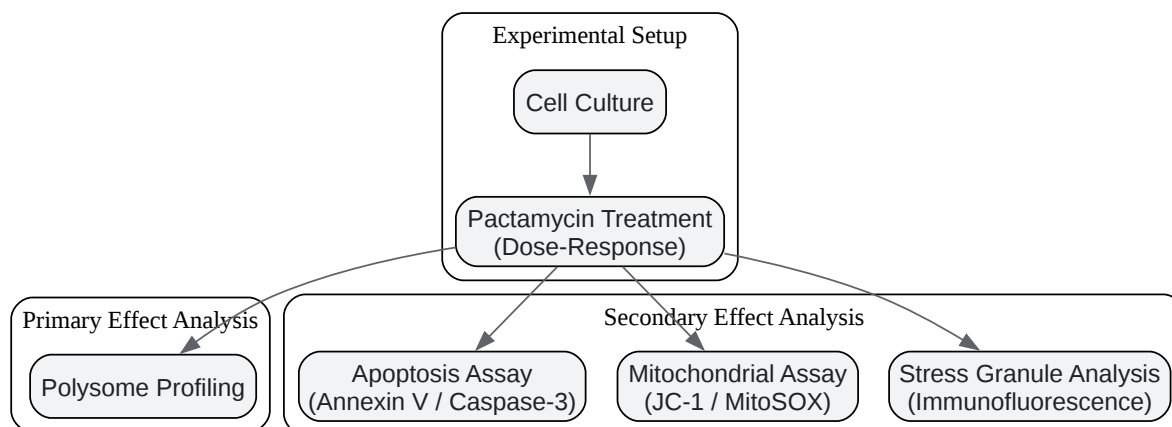 Experimental Setup
Cell Culture
Pactamycin Treatment
(Dose-Response)
Primary Effect Analysis
Secondary Effect Analysis
Polysome Profiling
Apoptosis Assay
(Annexin V / Caspase-3)
Mitochondrial Assay
(JC-1 / MitoSOX)
Stress Granule Analysis
(Immunofluorescence)